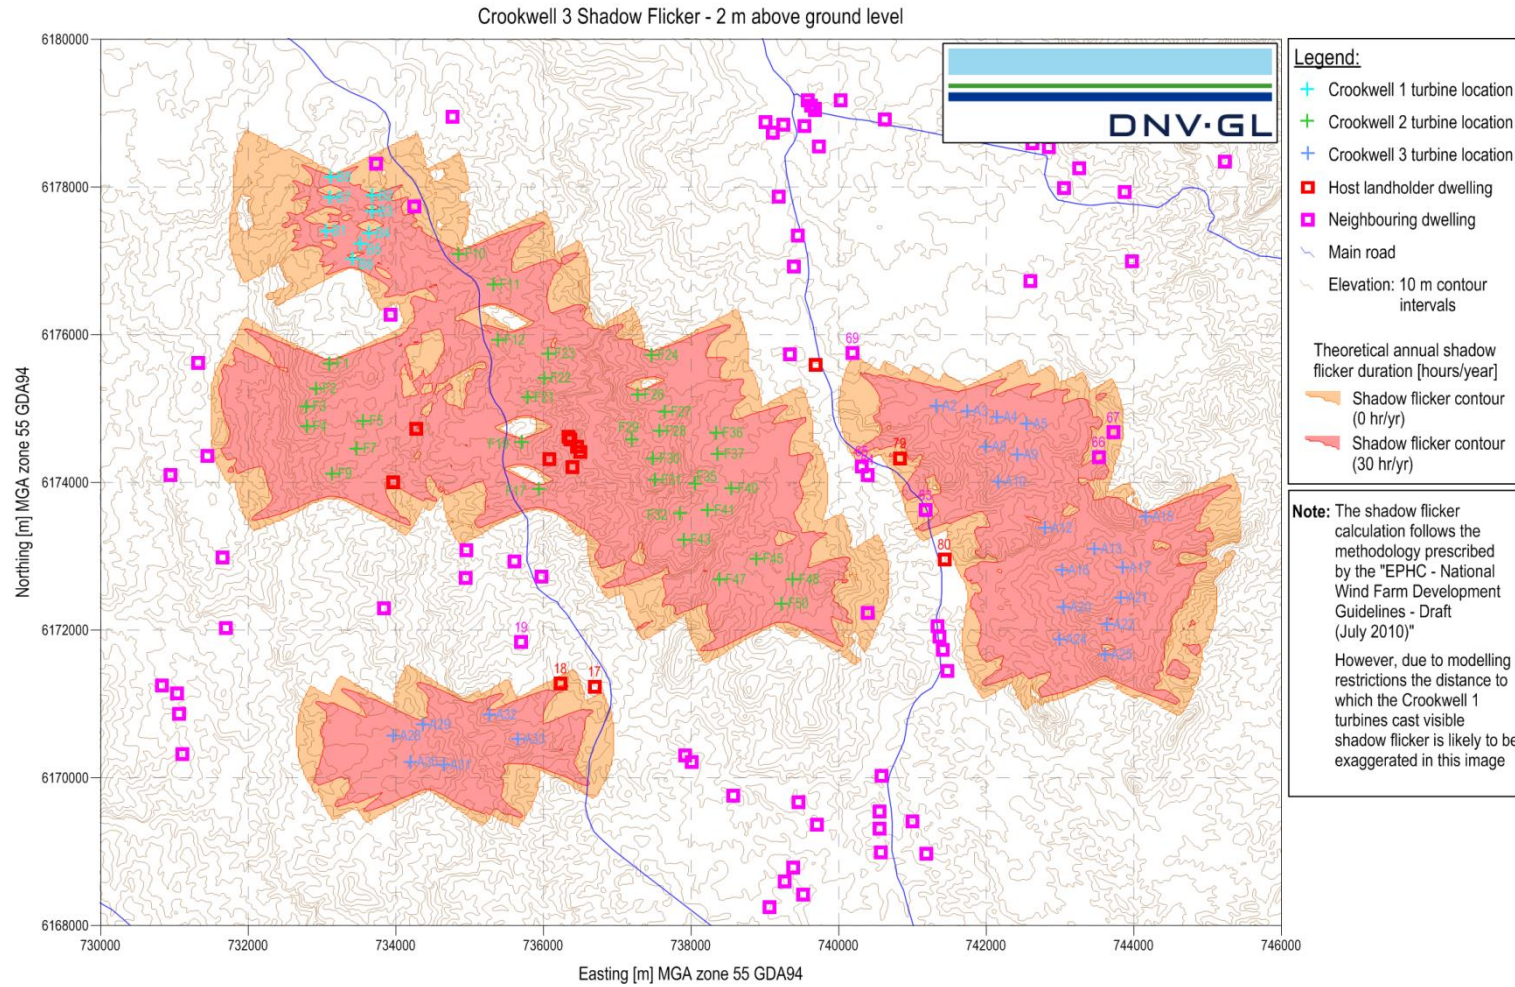 Crookwell 3 Shadow Flicker - 2 m above ground level
DNV·GL
Legend:
Crookwell 1 turbine location
Crookwell 2 turbine location
Crookwell 3 turbine location
Host landholder dwelling
Neighbouring dwelling
Main road
Elevation: 10 m contour
intervals
Theoretical annual shadow
flicker duration [hours/year]
Shadow flicker contour
(0 hr/yr)
Shadow flicker contour
(30 hr/yr)
Note: The shadow flicker
calculation follows the
methodology prescribed
by the "EPHC - National
Wind Farm Development
Guidelines - Draft
(July 2010)"
However, due to modelling
restrictions the distance to
which the Crookwell 1
turbines cast visible
shadow flicker is likely to be
exaggerated in this image
Northing [m] MGA zone 55 GDA94
6180000
6178000
6176000
6174000
6172000
6170000
6168000
730000
732000
734000
736000
738000
740000
742000
744000
746000
Easting [m] MGA zone 55 GDA94
F10
F11
F12
F23
F24
F1
F22
F2
F21
F26
F3
F27
F5
F4
F28
F36
F29
F7
F37
F30
F9
F31
F35
F17
F40
F32
F41
F43
F45
F47
F48
F50
69
67
66
79
80
19
18
17
A2
A3
A4
A5
A8
A9
A10
A12
A13
A17
A20
A21
A22
A24
A25
A29
A32
A33
A31